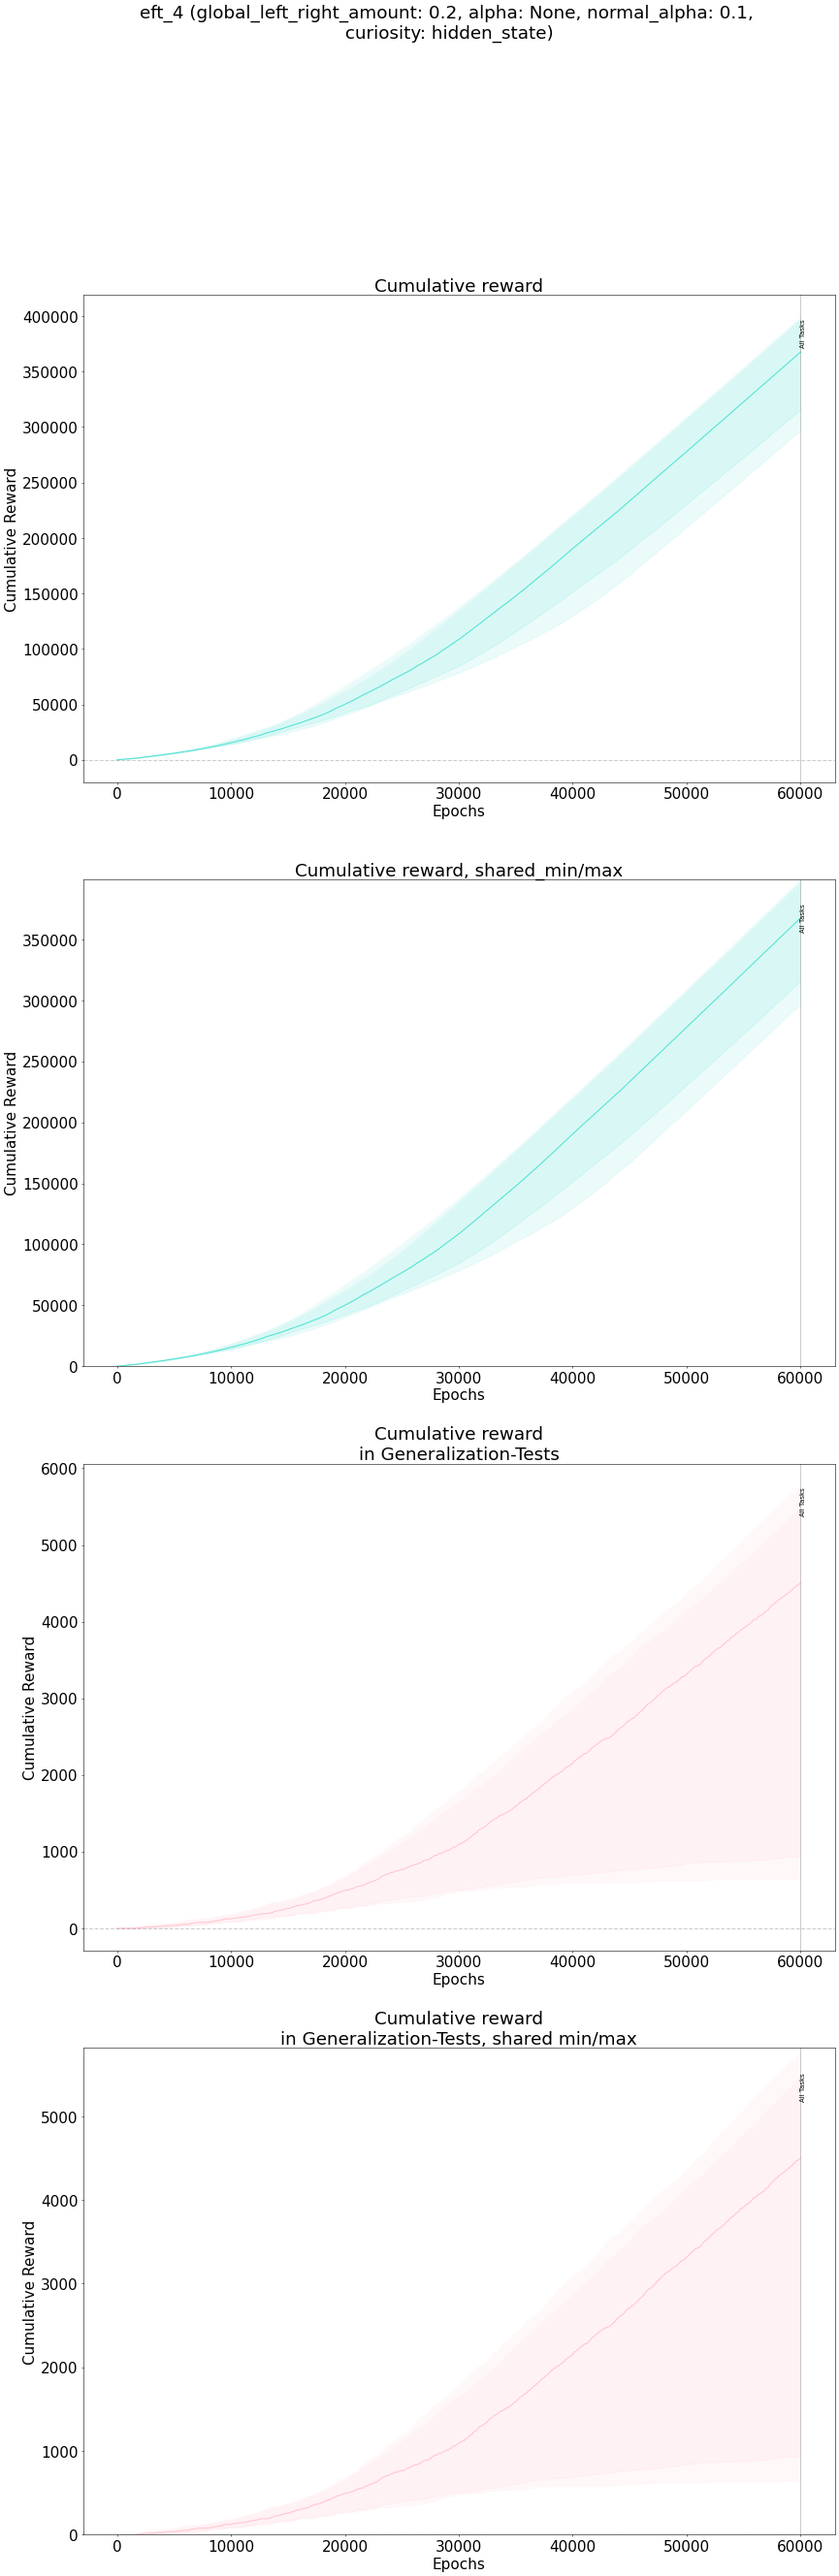 eft_4 (global_left_right_amount: 0.2, alpha: None, normal_alpha: 0.1,
curiosity: hidden_state)
Cumulative reward
400000
350000
300000
250000
200000
150000
100000
50000
0
Cumulative Reward
All Tasks
0 10000 20000 30000 40000 50000 60000
Epochs
Cumulative reward, shared_min/max
350000
300000
250000
200000
150000
100000
50000
0
Cumulative Reward
All Tasks
0 10000 20000 30000 40000 50000 60000
Epochs
Cumulative reward
in Generalization-Tests
6000
5000
4000
3000
2000
1000
0
Cumulative Reward
All Tasks
0 10000 20000 30000 40000 50000 60000
Epochs
Cumulative reward
in Generalization-Tests, shared min/max
5000
4000
3000
2000
1000
0
Cumulative Reward
All Tasks
0 10000 20000 30000 40000 50000 60000
Epochs